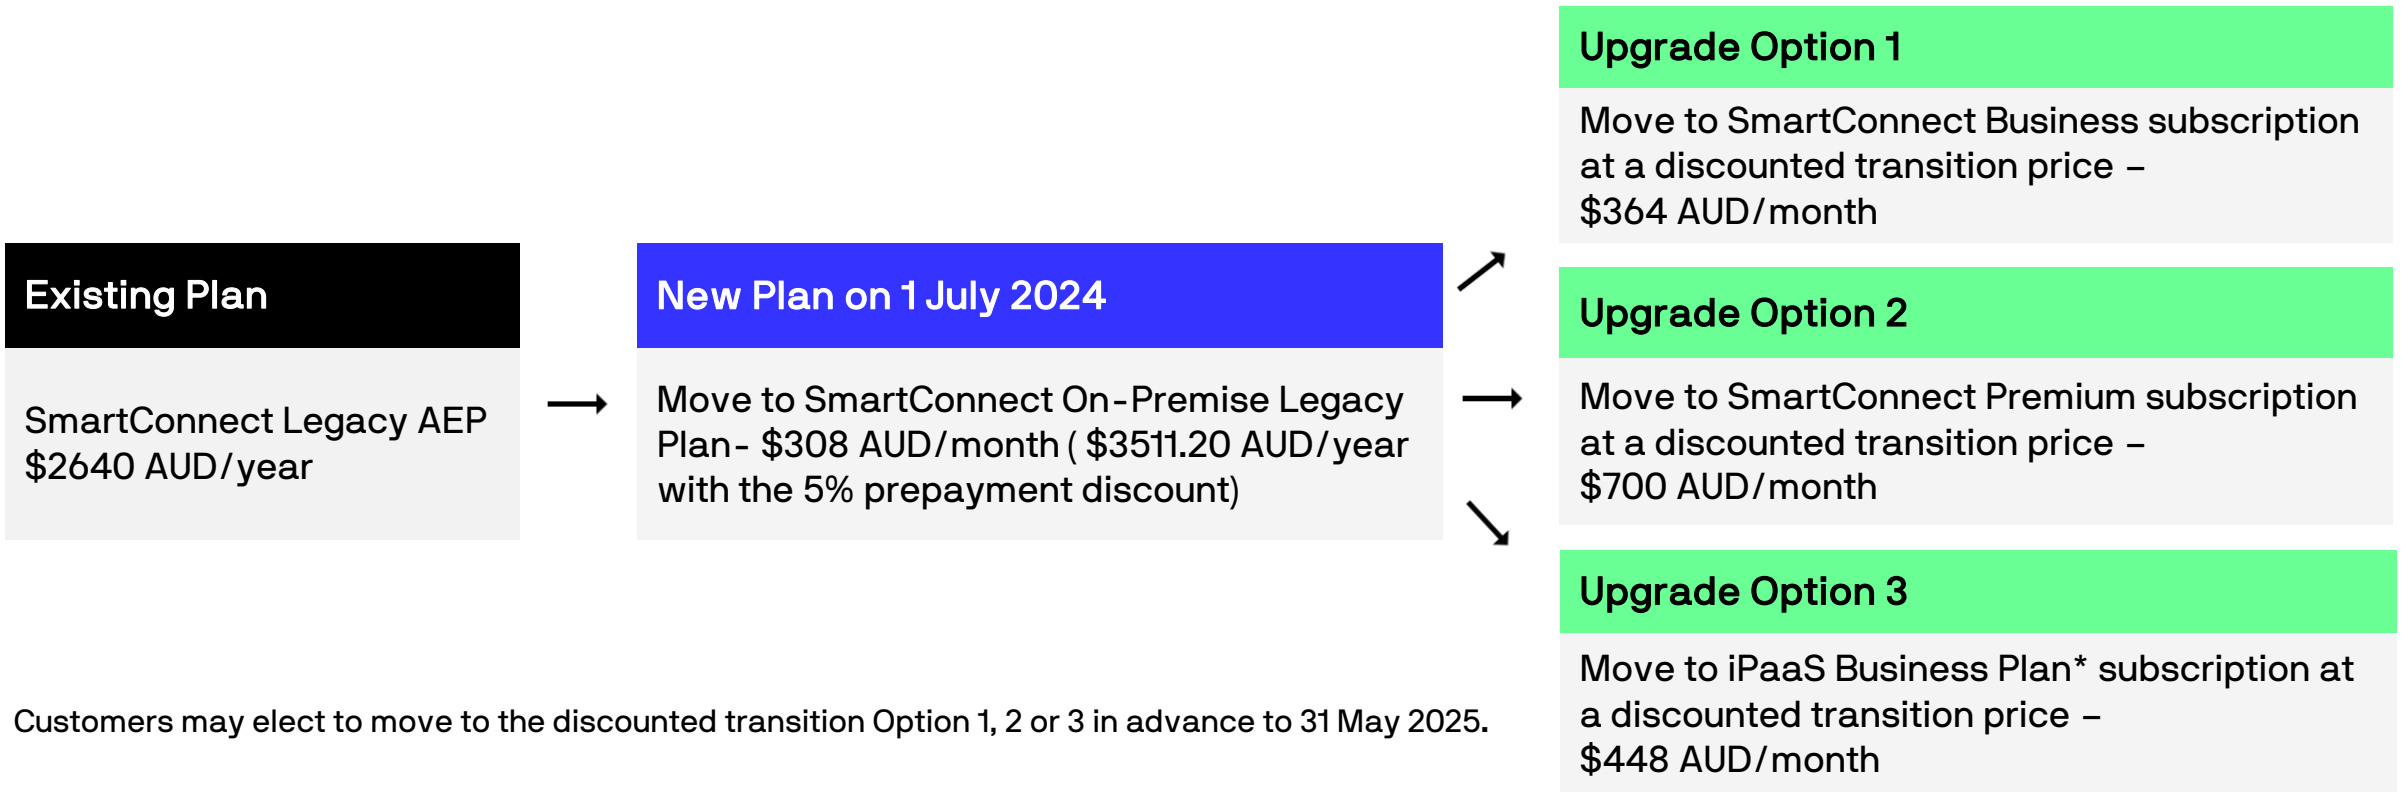 Existing Plan
SmartConnect Legacy AEP
$2640 AUD/year
New Plan on 1 July 2024
Move to SmartConnect On-Premise Legacy
Plan- $308 AUD/month ( $3511.20 AUD/year
with the 5% prepayment discount)
Upgrade Option 1
Move to SmartConnect Business subscription
at a discounted transition price –
$364 AUD/month
Upgrade Option 2
Move to SmartConnect Premium subscription
at a discounted transition price –
$700 AUD/month
Upgrade Option 3
Move to iPaaS Business Plan* subscription at
a discounted transition price –
$448 AUD/month
Customers may elect to move to the discounted transition Option 1, 2 or 3 in advance to 31 May 2025.